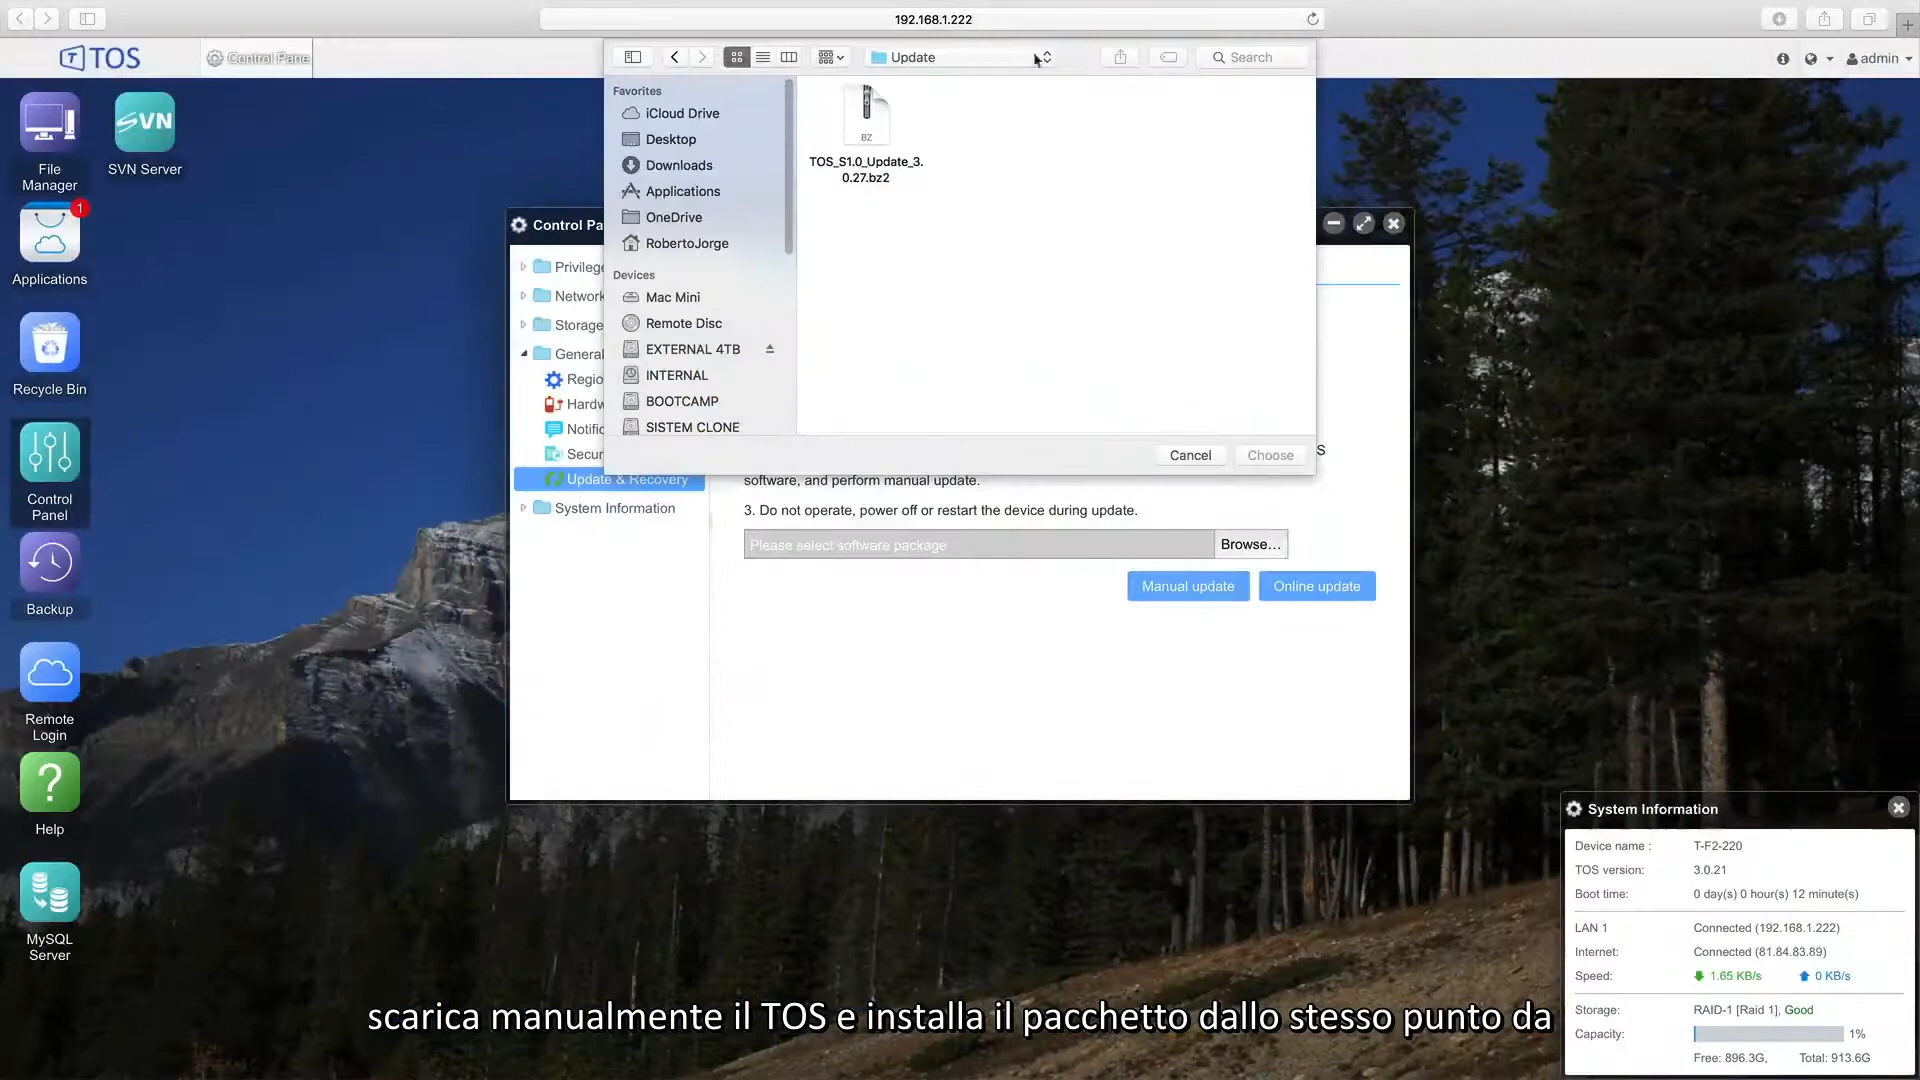 192.168.1.222
TOS
Control Pane
admin
Update
Search
Favorites
iCloud Drive
Desktop
Downloads
Applications
OneDrive
RobertoJorge
Devices
Mac Mini
Remote Disc
EXTERNAL 4TB
INTERNAL
BOOTCAMP
SISTEM CLONE
BZ
TOS_S1.0_Update_3.
0.27.bz2
Cancel
Choose
File
Manager
SVN
SVN Server
1
Applications
Recycle Bin
Control
Panel
Backup
Remote
Login
Help
MySQL
Server
Control Pa
Privilege
Network
Storage
General
Regio
Hardw
Notific
Secur
Update & Recovery
System Information
S
software, and perform manual update.
3. Do not operate, power off or restart the device during update.
Please select software package
Browse...
Manual update
Online update
System Information
Device name :
T-F2-220
TOS version:
3.0.21
Boot time:
0 day(s) 0 hour(s) 12 minute(s)
LAN 1
Connected (192.168.1.222)
Internet:
Connected (81.84.83.89)
Speed:
1.65 KB/s
0 KB/s
Storage:
RAID-1 [Raid 1], Good
Capacity:
1%
Free: 896.3G,
Total: 913.6G
scarica manualmente il TOS e installa il pacchetto dallo stesso punto da